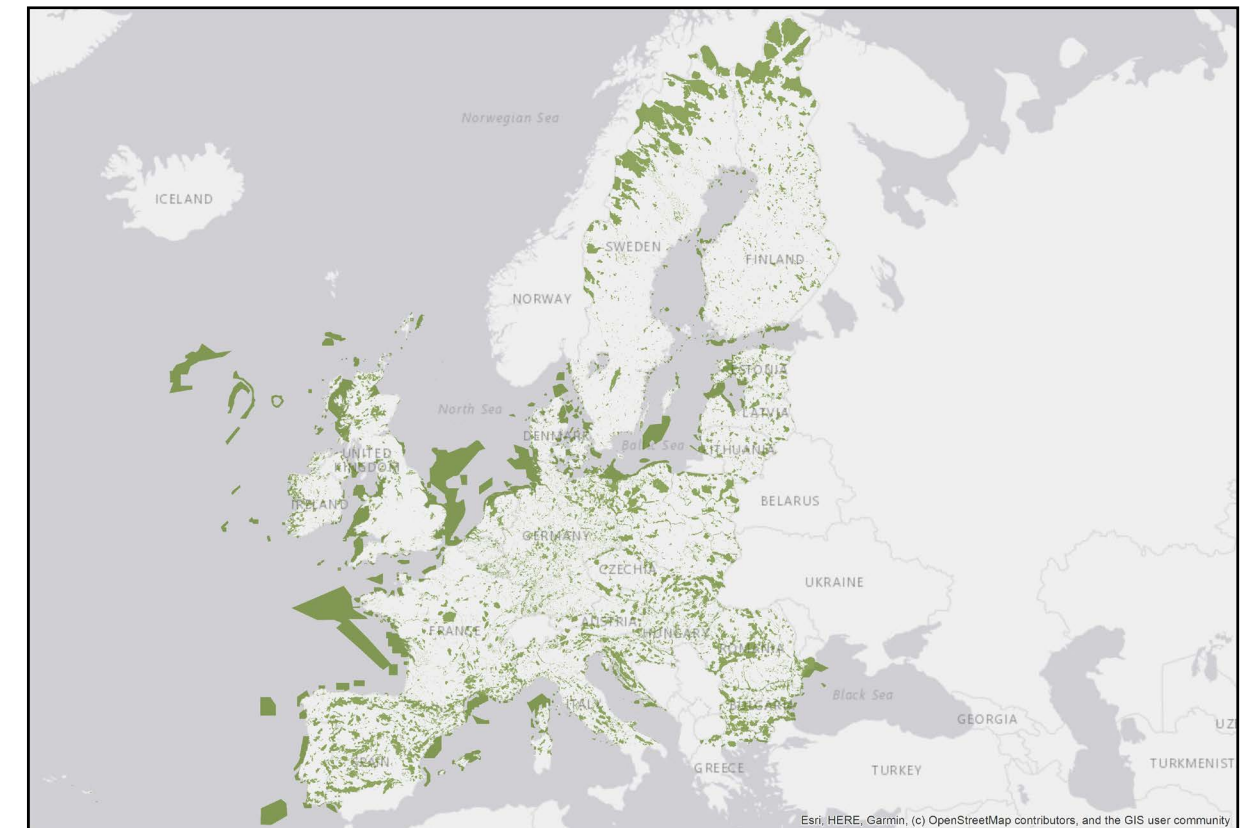 Norwegian Sea
ICELAND
SWEDEN
FINLAND
NORWAY
ESTONIA
North Sea
LATVIA
DENMARK
Baltic Sea
LITHUANIA
UNITED
KINGDOM
BELARUS
IRELAND
GERMANY
CZECHIA
UKRAINE
AUSTRIA
FRANCE
HUNGARY
ROMANIA
Black Sea
ITALY
BULGARIA
GEORGIA
UZ
SPAIN
GREECE
TURKEY
TURKMENIST
Esri, HERE, Garmin, (c) OpenStreetMap contributors, and the GIS user community